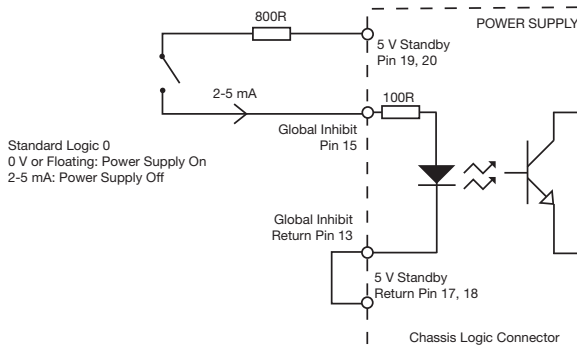 800R
POWER SUPPLY
5 V Standby
Pin 19, 20
2-5 mA
100R
Global Inhibit
Pin 15
Standard Logic 0
0 V or Floating: Power Supply On
2-5 mA: Power Supply Off
Global Inhibit
Return Pin 13
5 V Standby
Return Pin 17, 18
Chassis Logic Connector